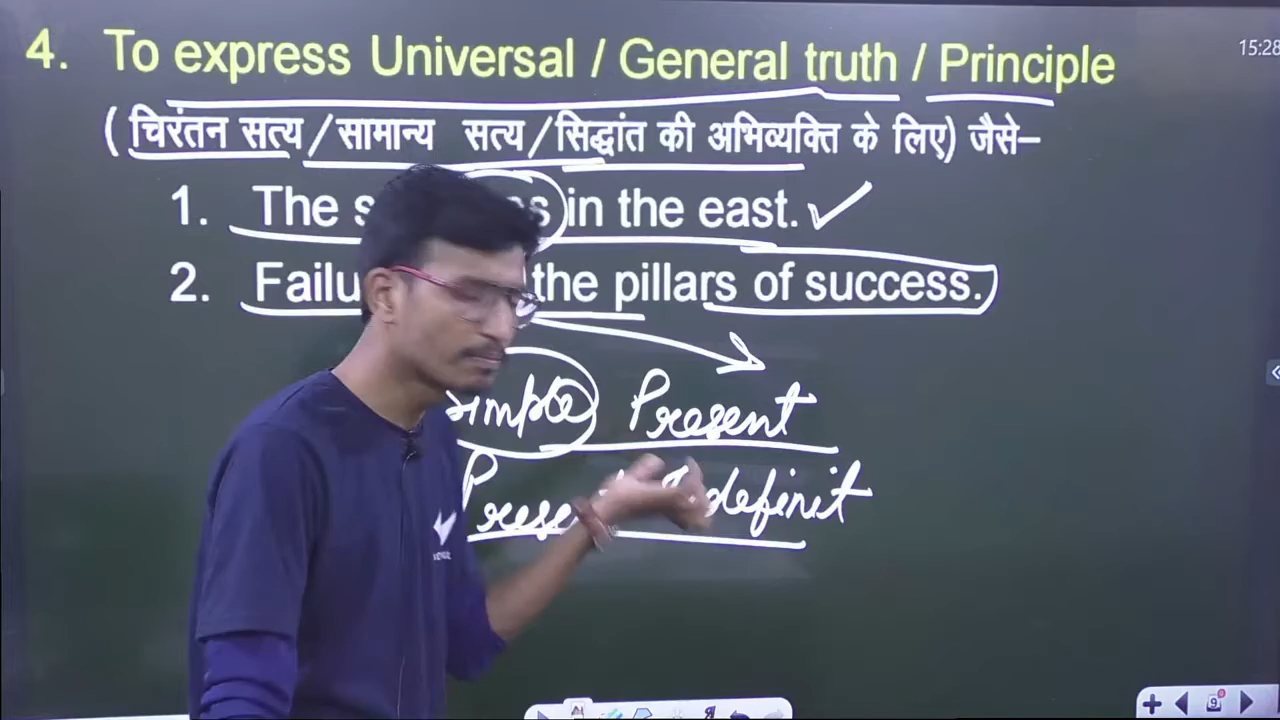 4. To express Universal / General truth / Principle
15:28
( चिरंतन सत्य / सामान्य सत्य / सिद्धांत की अभिव्यक्ति के लिए) जैसे–
1. The in the east. ✓
2. the pillars of success.
Simple Present